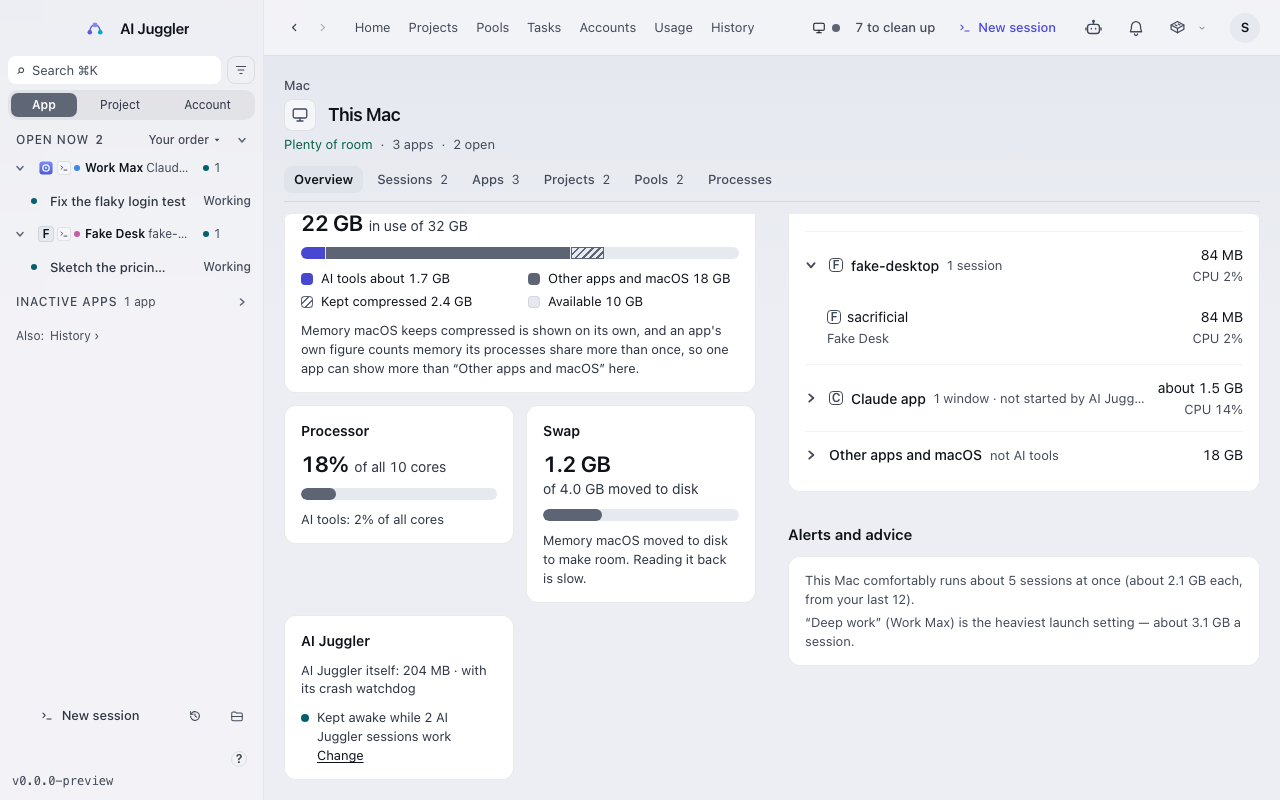 AI Juggler
Search ⌘K
App Project Account
OPEN NOW 2 Your order
Work Max Claud... 1
Fix the flaky login test Working
F Fake Desk fake-... 1
Sketch the pricin... Working
INACTIVE APPS 1 app
Also: History ›
New session
?
v0.0.0-preview
Home Projects Pools Tasks Accounts Usage History
7 to clean up New session S
Mac
This Mac
Plenty of room · 3 apps · 2 open
Overview Sessions 2 Apps 3 Projects 2 Pools 2 Processes
22 GB in use of 32 GB
AI tools about 1.7 GB Other apps and macOS 18 GB
Kept compressed 2.4 GB Available 10 GB
Memory macOS keeps compressed is shown on its own, and an app's
own figure counts memory its processes share more than once, so one
app can show more than “Other apps and macOS” here.
Processor
18% of all 10 cores
AI tools: 2% of all cores
Swap
1.2 GB
of 4.0 GB moved to disk
Memory macOS moved to disk
to make room. Reading it back
is slow.
AI Juggler
AI Juggler itself: 204 MB · with
its crash watchdog
Kept awake while 2 AI
Juggler sessions work
Change
F fake-desktop 1 session 84 MB
CPU 2%
F sacrificial 84 MB
Fake Desk CPU 2%
C Claude app 1 window · not started by AI Jugg... about 1.5 GB
CPU 14%
Other apps and macOS not AI tools 18 GB
Alerts and advice
This Mac comfortably runs about 5 sessions at once (about 2.1 GB each,
from your last 12).
“Deep work” (Work Max) is the heaviest launch setting — about 3.1 GB a
session.